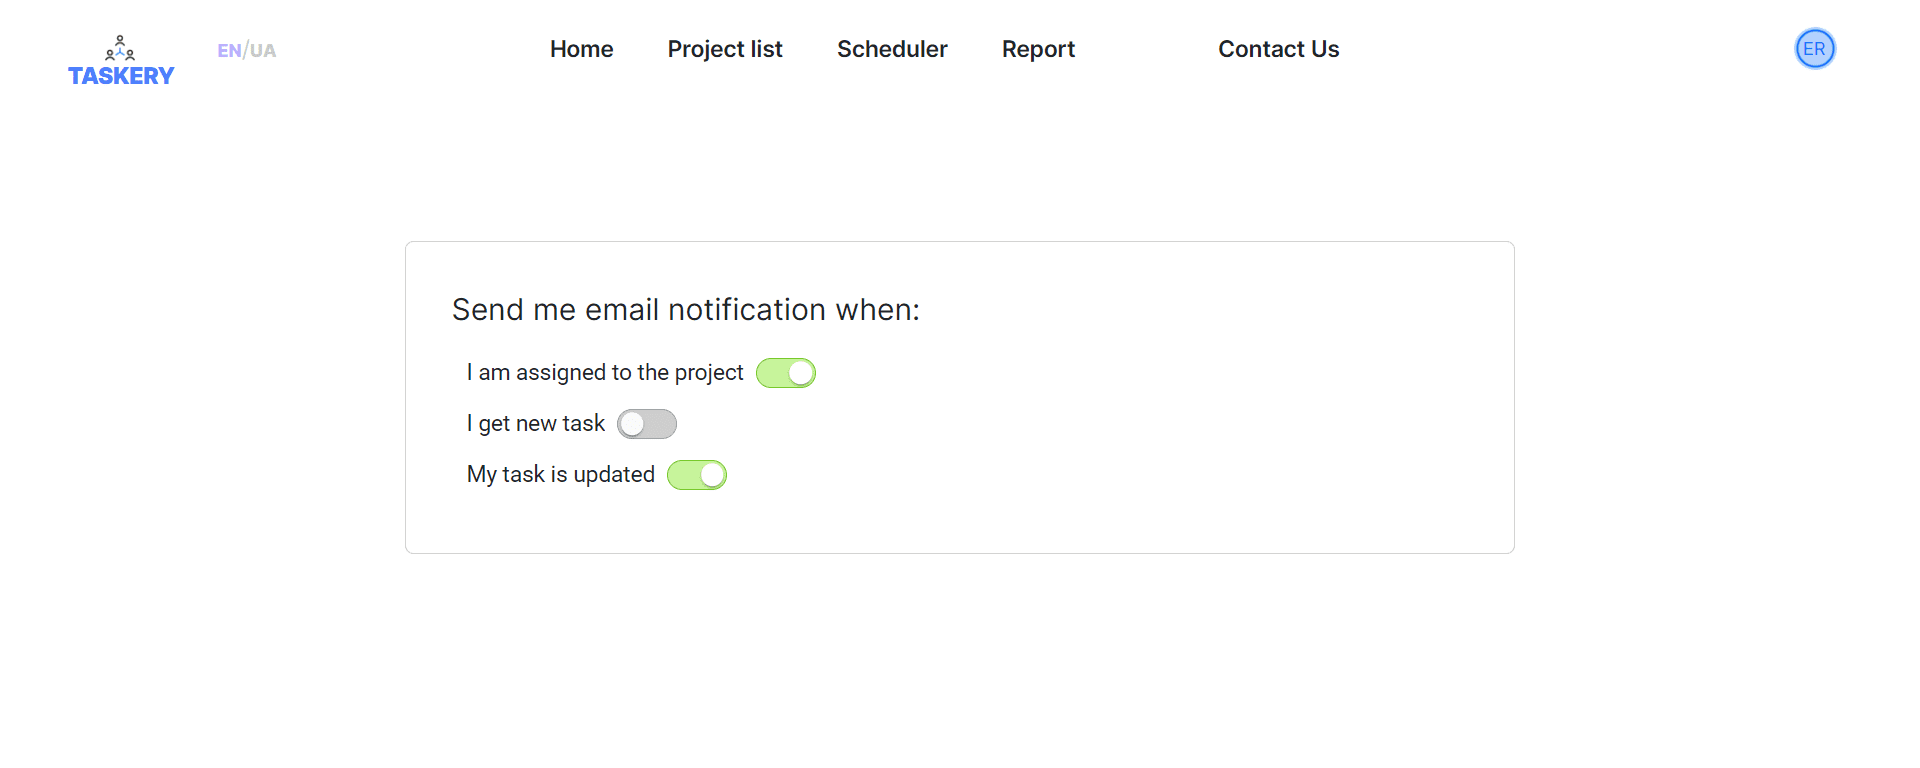 TASKERY
EN/UA
Home Project list Scheduler Report Contact Us
ER
Send me email notification when:
I am assigned to the project
I get new task
My task is updated